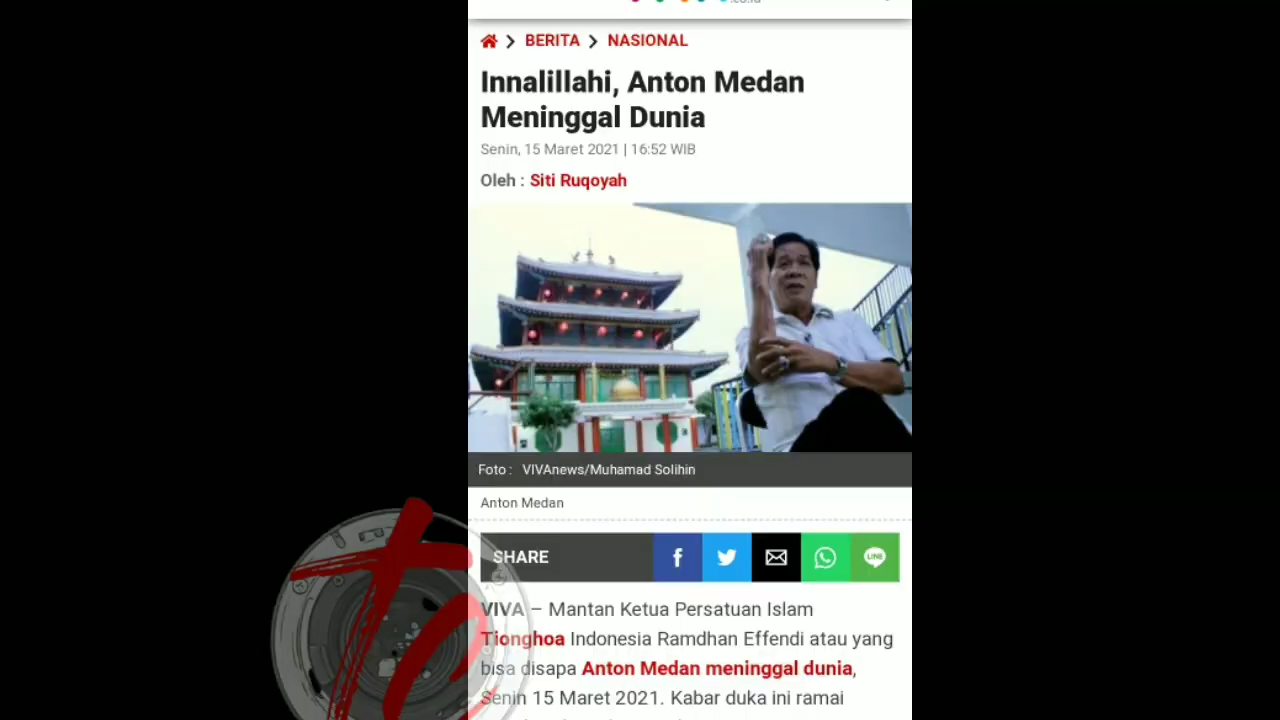 BERITA NASIONAL
Innalillahi, Anton Medan
Meninggal Dunia
Senin, 15 Maret 2021 | 16:52 WIB
Oleh : Siti Ruqoyah
Foto : VIVAnews/Muhamad Solihin
Anton Medan
SHARE
LINE
VIVA – Mantan Ketua Persatuan Islam
Tionghoa Indonesia Ramdhan Effendi atau yang
bisa disapa Anton Medan meninggal dunia,
Senin 15 Maret 2021. Kabar duka ini ramai